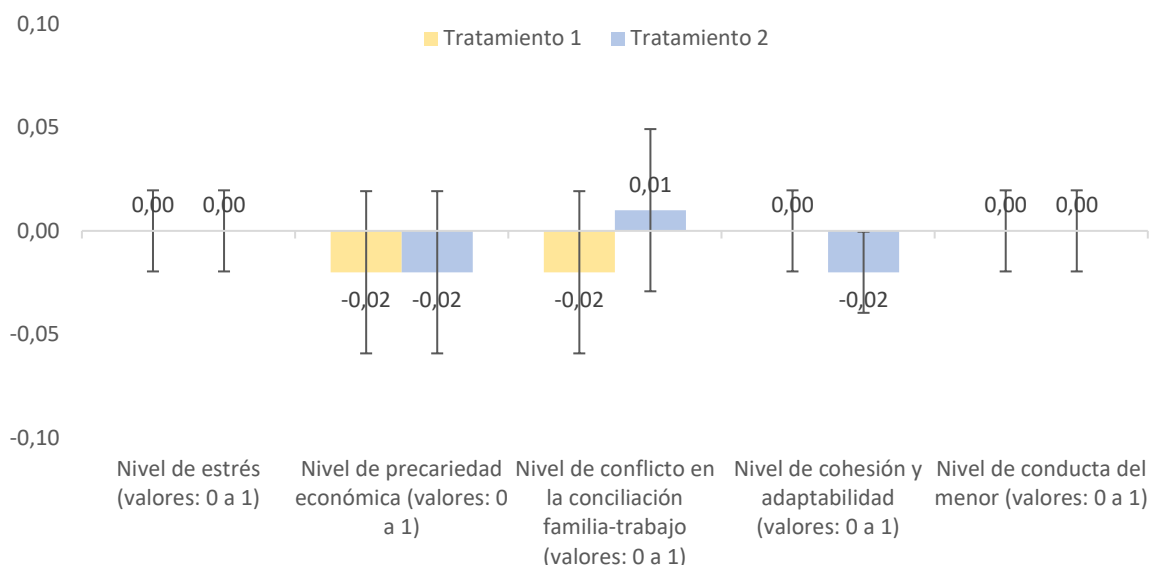 0,10
Tratamiento 1 Tratamiento 2
0,05
0,01
0,00 0,00 0,00 0,00 0,00
0,00
-0,02 -0,02 -0,02 -0,02
-0,05
-0,10
Nivel de estrés
(valores: 0 a 1)
Nivel de precariedad
económica (valores: 0
a 1)
Nivel de conflicto en
la conciliación
familia-trabajo
(valores: 0 a 1)
Nivel de cohesión y
adaptabilidad
(valores: 0 a 1)
Nivel de conducta del
menor (valores: 0 a 1)